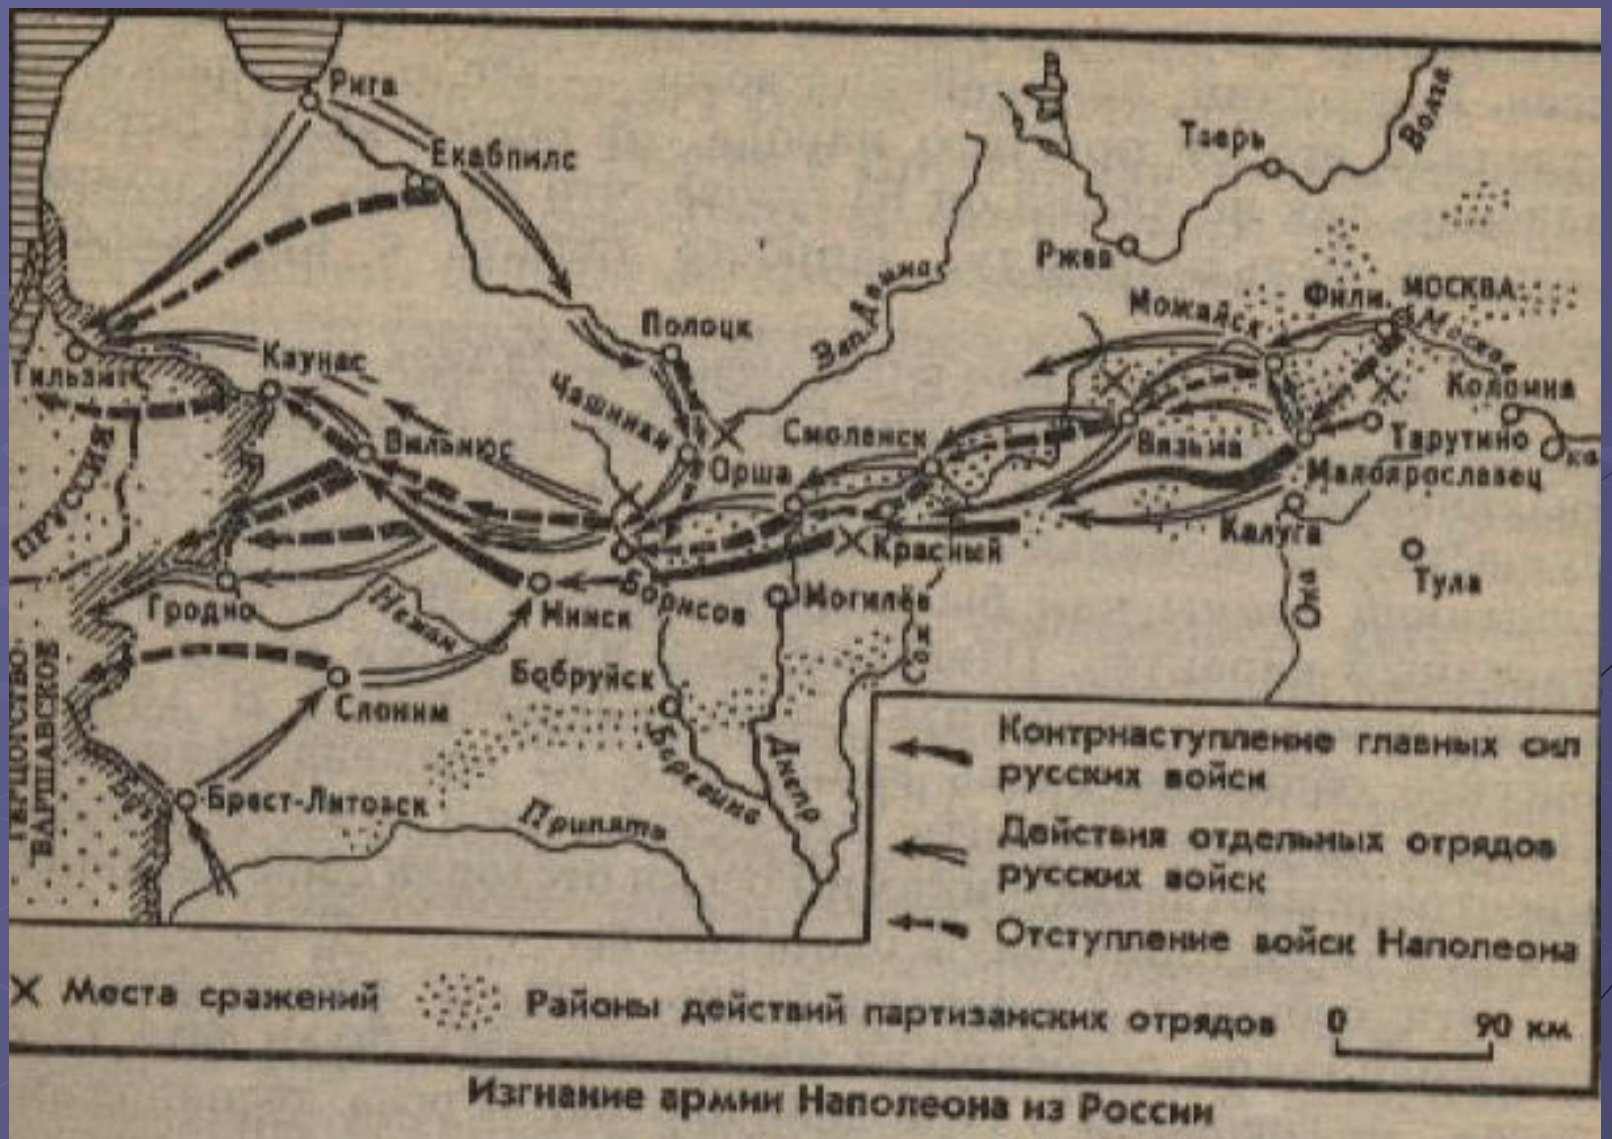 Рига
Екабпилс
Тверь
Волга
Ржев
Зап. Двина
Полоцк
Можайск
Фили
МОСКВА
Москва
Коломна
Тильзит
Каунас
Чашники
Вильнюс
Смоленск
Вязьма
Тарутино
Ока
Орша
Малоярославец
ПРУССИЯ
Калуга
Красный
Тула
Гродно
Неман
Минск
Борисов
Могилёв
Ока
Сож
Бобруйск
Слоним
ГЕРЦОГСТВО
ВАРШАВСКОЕ
Буг
Брест-Литовск
Березина
Днепр
Припять
Контрнаступление главных сил
русских войск
Действия отдельных отрядов
русских войск
Отступление войск Наполеона
Места сражений
Районы действий партизанских отрядов
0 90 км
Изгнание армии Наполеона из России